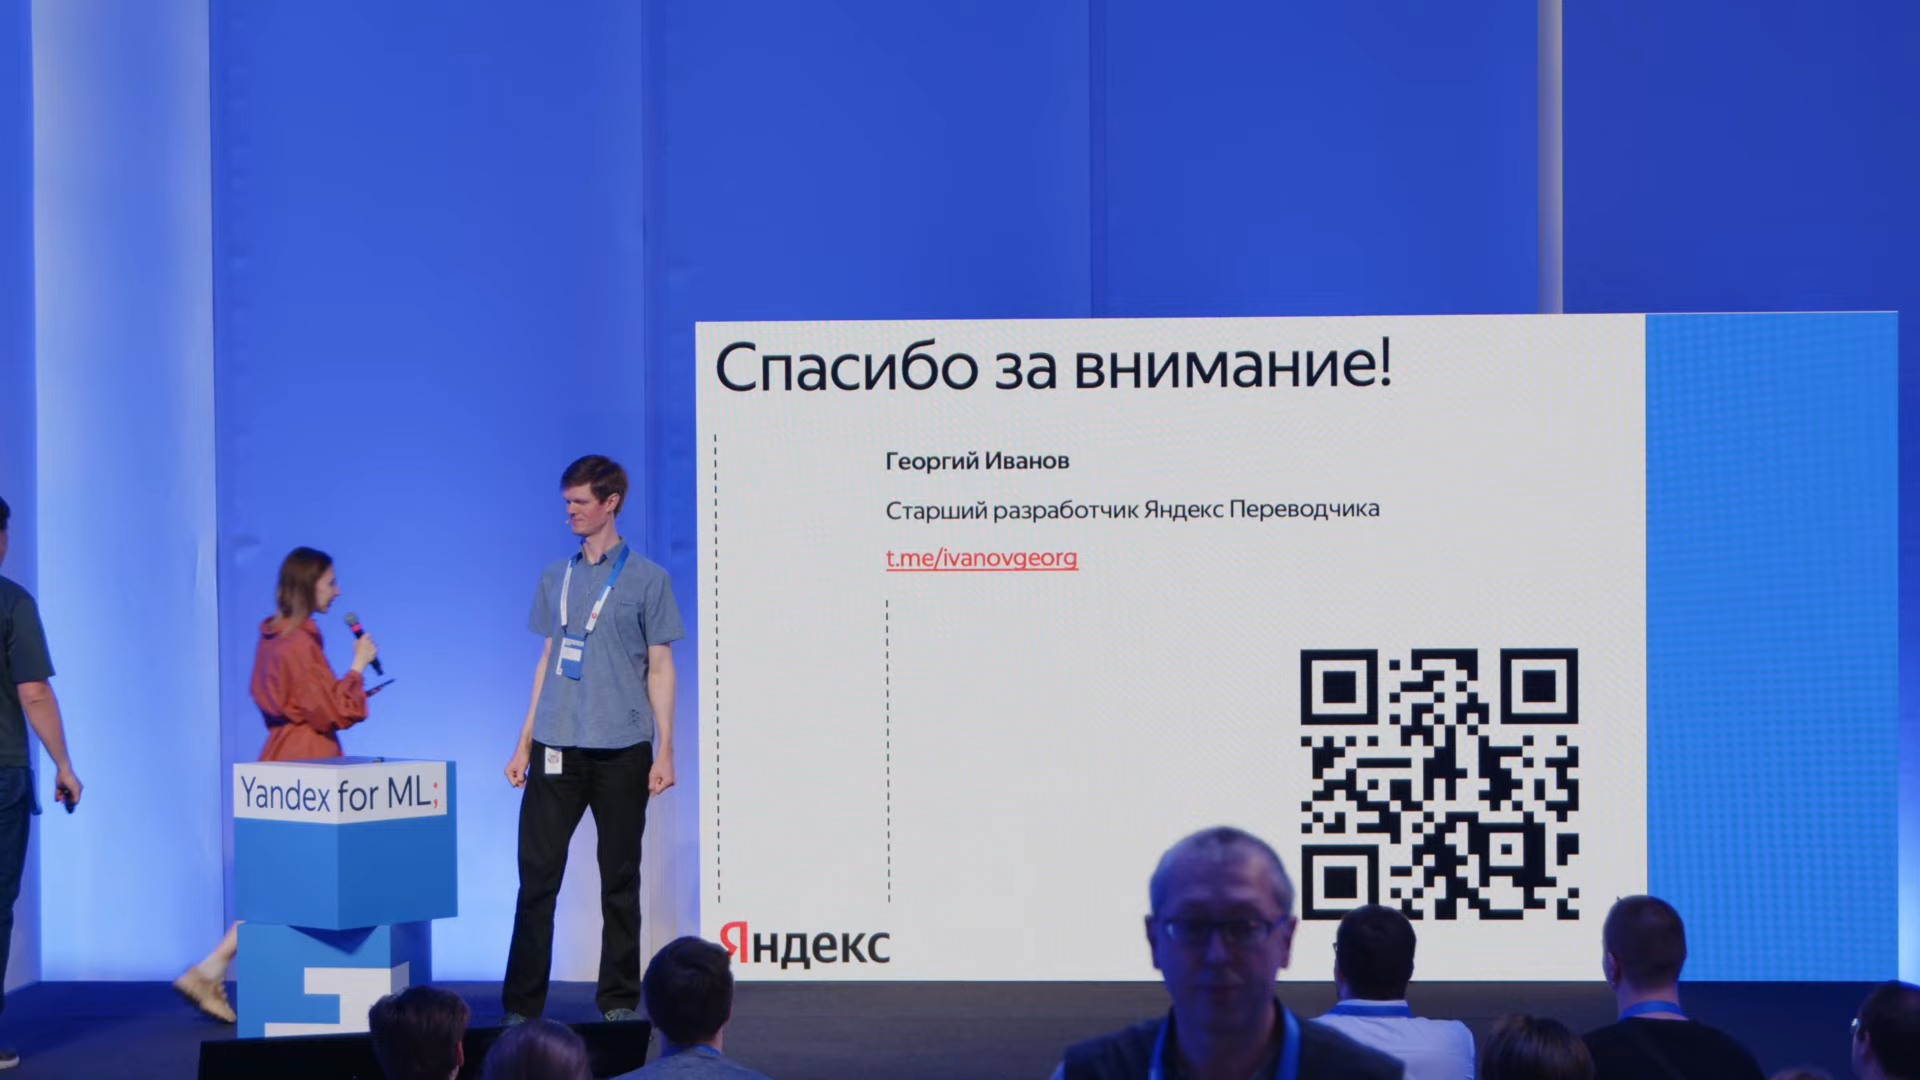 Спасибо за внимание!
Георгий Иванов
Старший разработчик Яндекс Переводчика
t.me/ivanovgeorg
Яндекс
Yandex for ML;